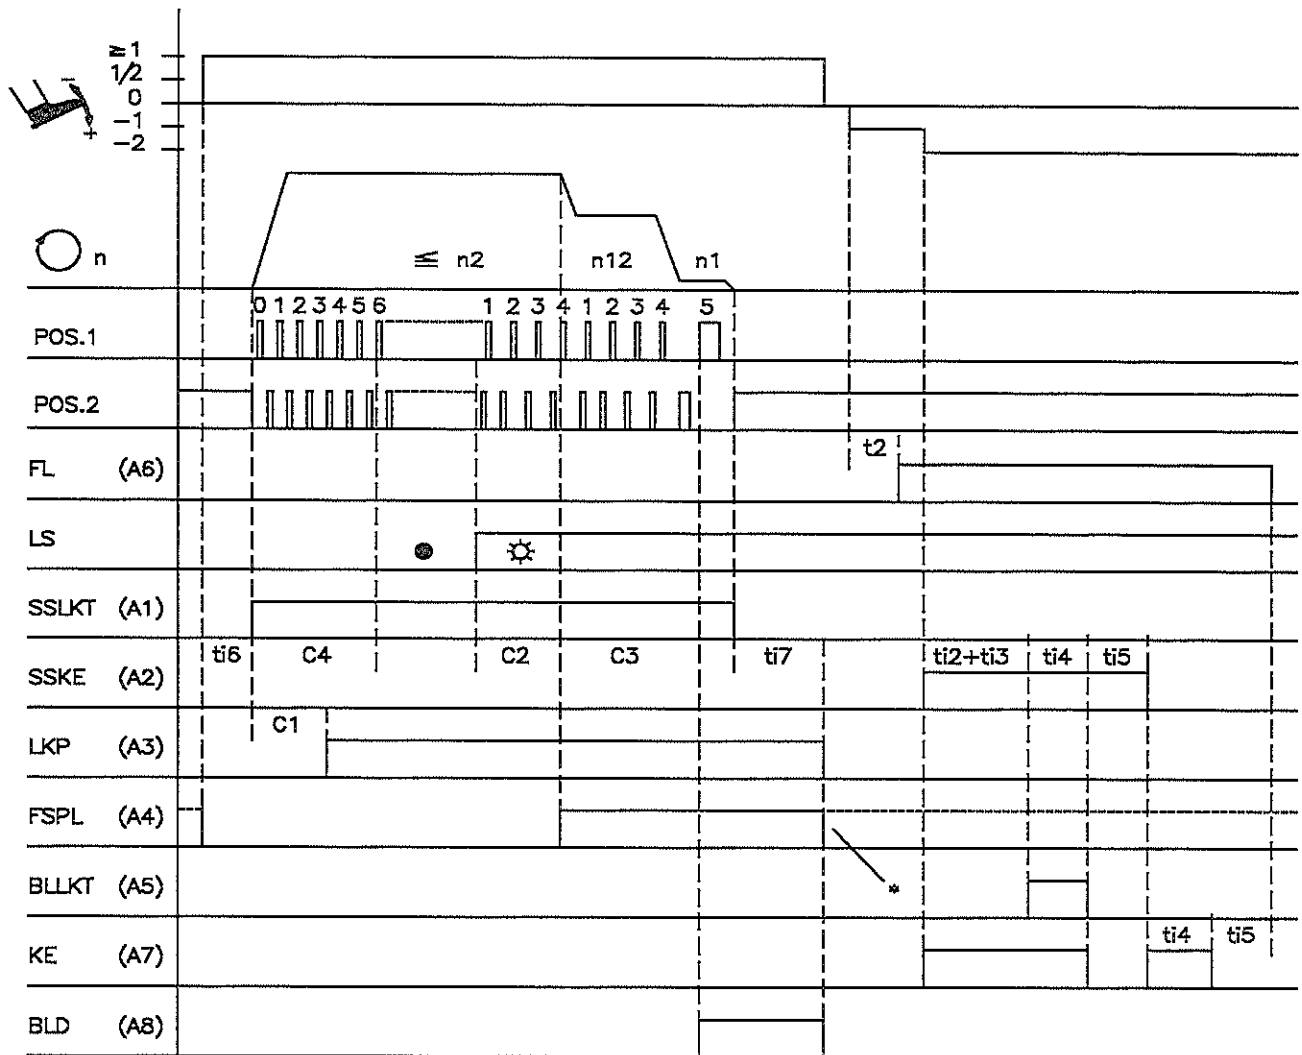 ≧1
1/2
0
−1
−2
−
+
n
≦ n2
n12
n1
0 1 2 3 4 5 6
1 2 3 4 1 2 3 4 5
POS.1
POS.2
FL (A6)
t2
LS
SSLKT (A1)
SSKE (A2)
ti6
C4
C2
C3
ti7
ti2+ti3
ti4
ti5
LKP (A3)
C1
FSPL (A4)
BLLKT (A5)
*
KE (A7)
ti4
ti5
BLD (A8)